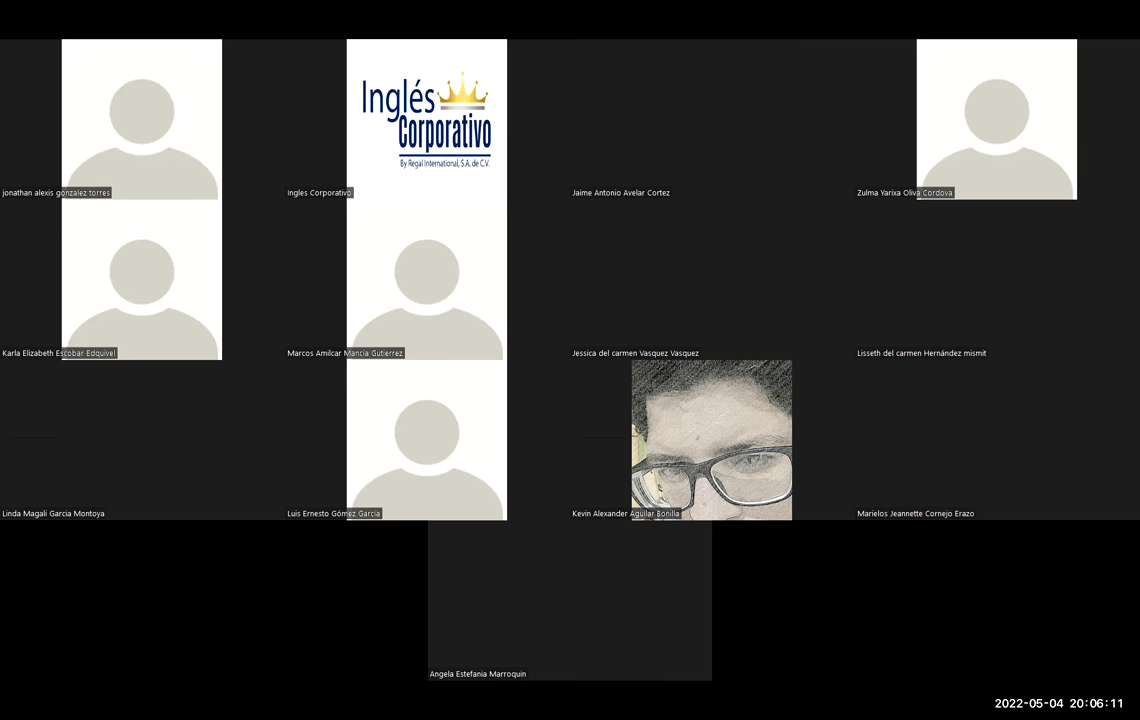 Inglés
Corporativo
By Regal International, S.A. de C.V.
jonathan alexis gonzalez torres
Ingles Corporativo
Jaime Antonio Avelar Cortez
Zulma Yarixa Oliva Cordova
Karla Elizabeth Escobar Edquivel
Marcos Amilcar Mancia Gutierrez
Jessica del carmen Vasquez Vasquez
Lisseth del carmen Hernández mismit
Linda Magali Garcia Montoya
Luis Ernesto Gómez Garcia
Kevin Alexander Aguilar Bonilla
Marielos Jeannette Cornejo Erazo
Angela Estefania Marroquin
2022-05-04 20:06:11